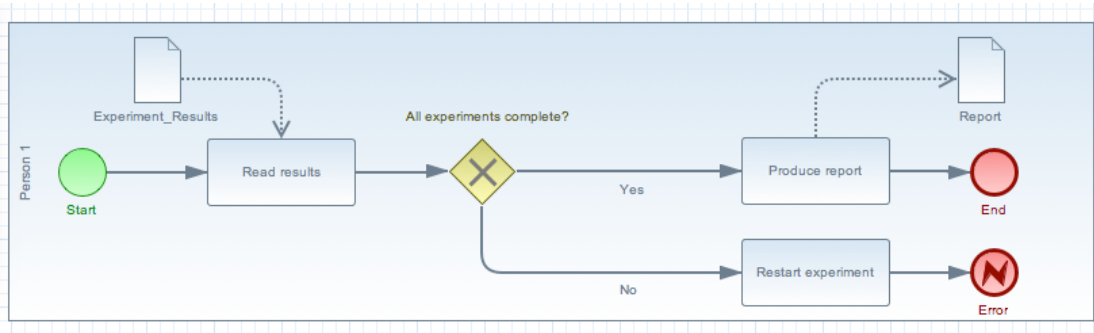 Person 1
Experiment_Results
All experiments complete?
Report
Start
Read results
Yes
Produce report
End
No
Restart experiment
Error